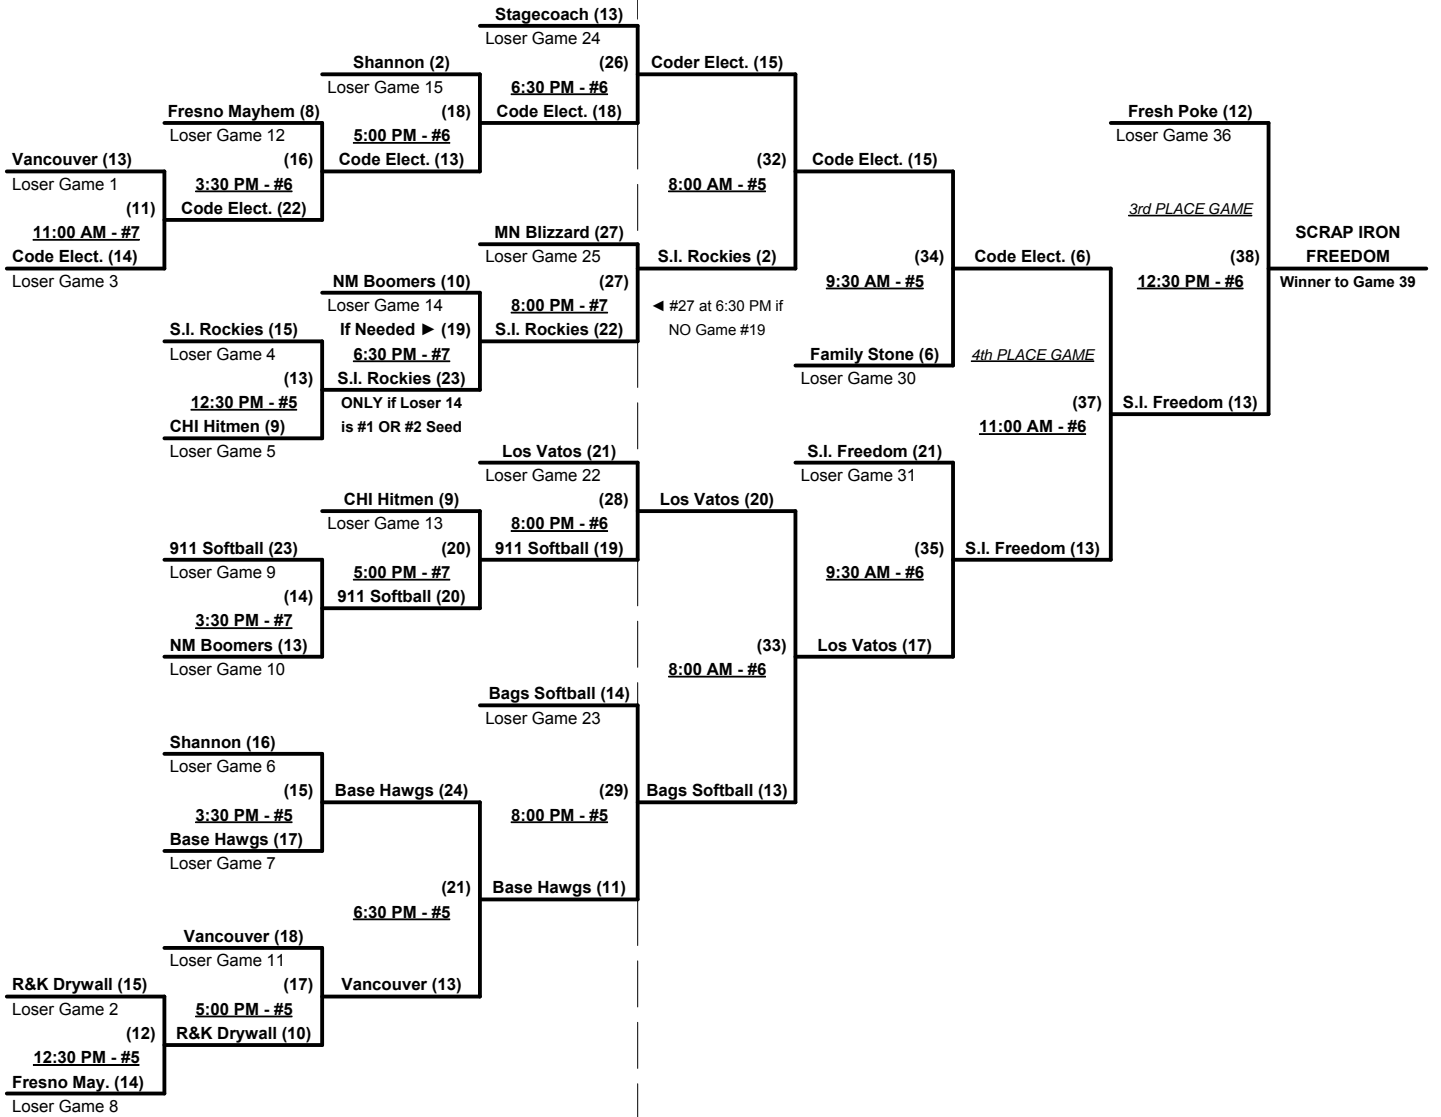 Stagecoach (13)
Loser Game 24
Shannon (2)
(26)
Coder Elect. (15)
Loser Game 15
6:30 PM - #6
Fresno Mayhem (8)
(18)
Code Elect. (18)
Fresh Poke (12)
Loser Game 12
5:00 PM - #6
Loser Game 36
Vancouver (13)
(16)
Code Elect. (13)
(32)
Code Elect. (15)
Loser Game 1
3:30 PM - #6
8:00 AM - #5
(11)
Code Elect. (22)
3rd PLACE GAME
11:00 AM - #7
MN Blizzard (27)
SCRAP IRON
Code Elect. (14)
Loser Game 25
S.I. Rockies (2)
(34)
Code Elect. (6)
(38)
FREEDOM
Loser Game 3
NM Boomers (10)
(27)
9:30 AM - #5
12:30 PM - #6
Winner to Game 39
Loser Game 14
8:00 PM - #7
◄ #27 at 6:30 PM if
S.I. Rockies (15)
If Needed ► (19)
S.I. Rockies (22)
NO Game #19
Loser Game 4
6:30 PM - #7
Family Stone (6)
4th PLACE GAME
(13)
S.I. Rockies (23)
Loser Game 30
12:30 PM - #5
ONLY if Loser 14
(37)
S.I. Freedom (13)
CHI Hitmen (9)
is #1 OR #2 Seed
11:00 AM - #6
Loser Game 5
Los Vatos (21)
S.I. Freedom (21)
Loser Game 22
Loser Game 31
CHI Hitmen (9)
(28)
Los Vatos (20)
Loser Game 13
8:00 PM - #6
911 Softball (23)
(20)
911 Softball (19)
(35)
S.I. Freedom (13)
Loser Game 9
5:00 PM - #7
9:30 AM - #6
(14)
911 Softball (20)
3:30 PM - #7
NM Boomers (13)
(33)
Los Vatos (17)
Loser Game 10
8:00 AM - #6
Bags Softball (14)
Loser Game 23
Shannon (16)
Loser Game 6
(15)
Base Hawgs (24)
(29)
Bags Softball (13)
3:30 PM - #5
8:00 PM - #5
Base Hawgs (17)
Loser Game 7
(21)
Base Hawgs (11)
6:30 PM - #5
Vancouver (18)
Loser Game 11
R&K Drywall (15)
(17)
Vancouver (13)
Loser Game 2
5:00 PM - #5
(12)
R&K Drywall (10)
12:30 PM - #5
Fresno May. (14)
Loser Game 8